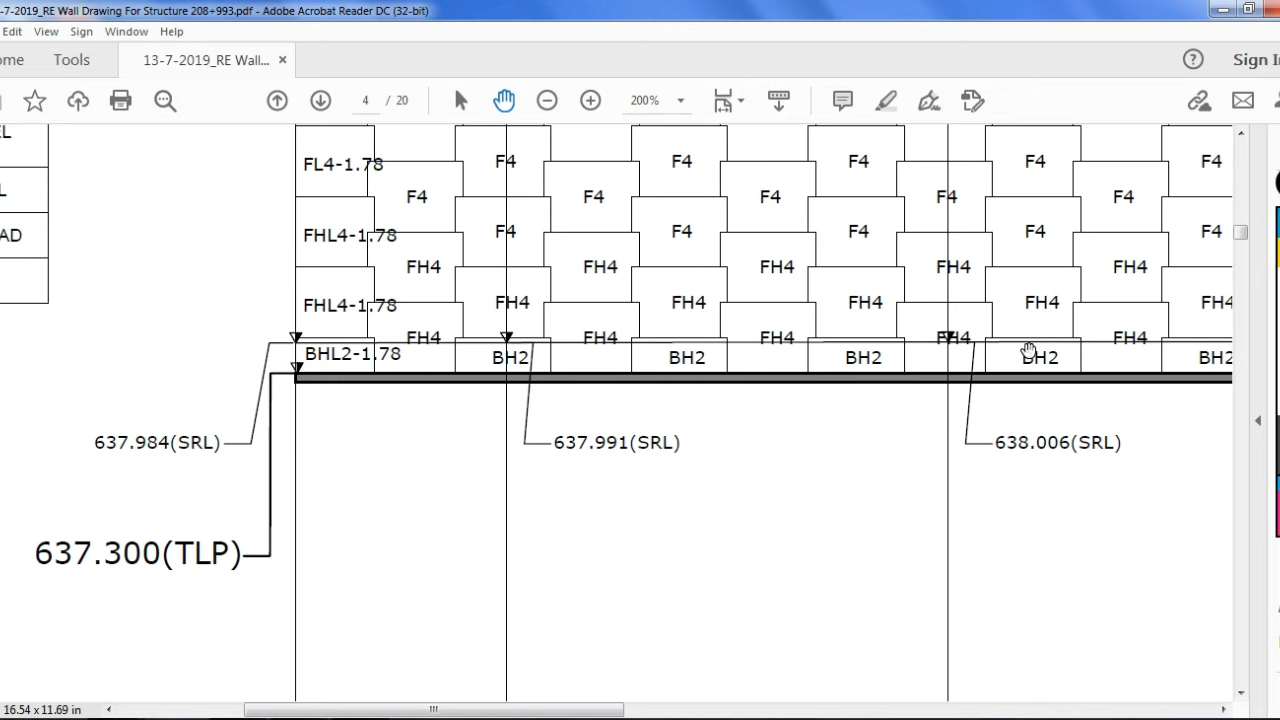 -7-2019_RE Wall Drawing For Structure 208+993.pdf - Adobe Acrobat Reader DC (32-bit)
Edit View Sign Window Help
ome Tools 13-7-2019_RE Wall... × Sign In
4 / 20 200%
EL
L
AD
FL4-1.78 F4 F4 F4 F4 F4
F4 F4 F4 F4 F4
FHL4-1.78 F4 F4 F4 F4 F4
FH4 FH4 FH4 FH4 FH4
FHL4-1.78 FH4 FH4 FH4 FH4 FH4
FH4 FH4 FH4 FH4 FH4
BHL2-1.78 BH2 BH2 BH2 BH2 BH2
637.984(SRL) 637.991(SRL) 638.006(SRL)
637.300(TLP)
16.54 x 11.69 in